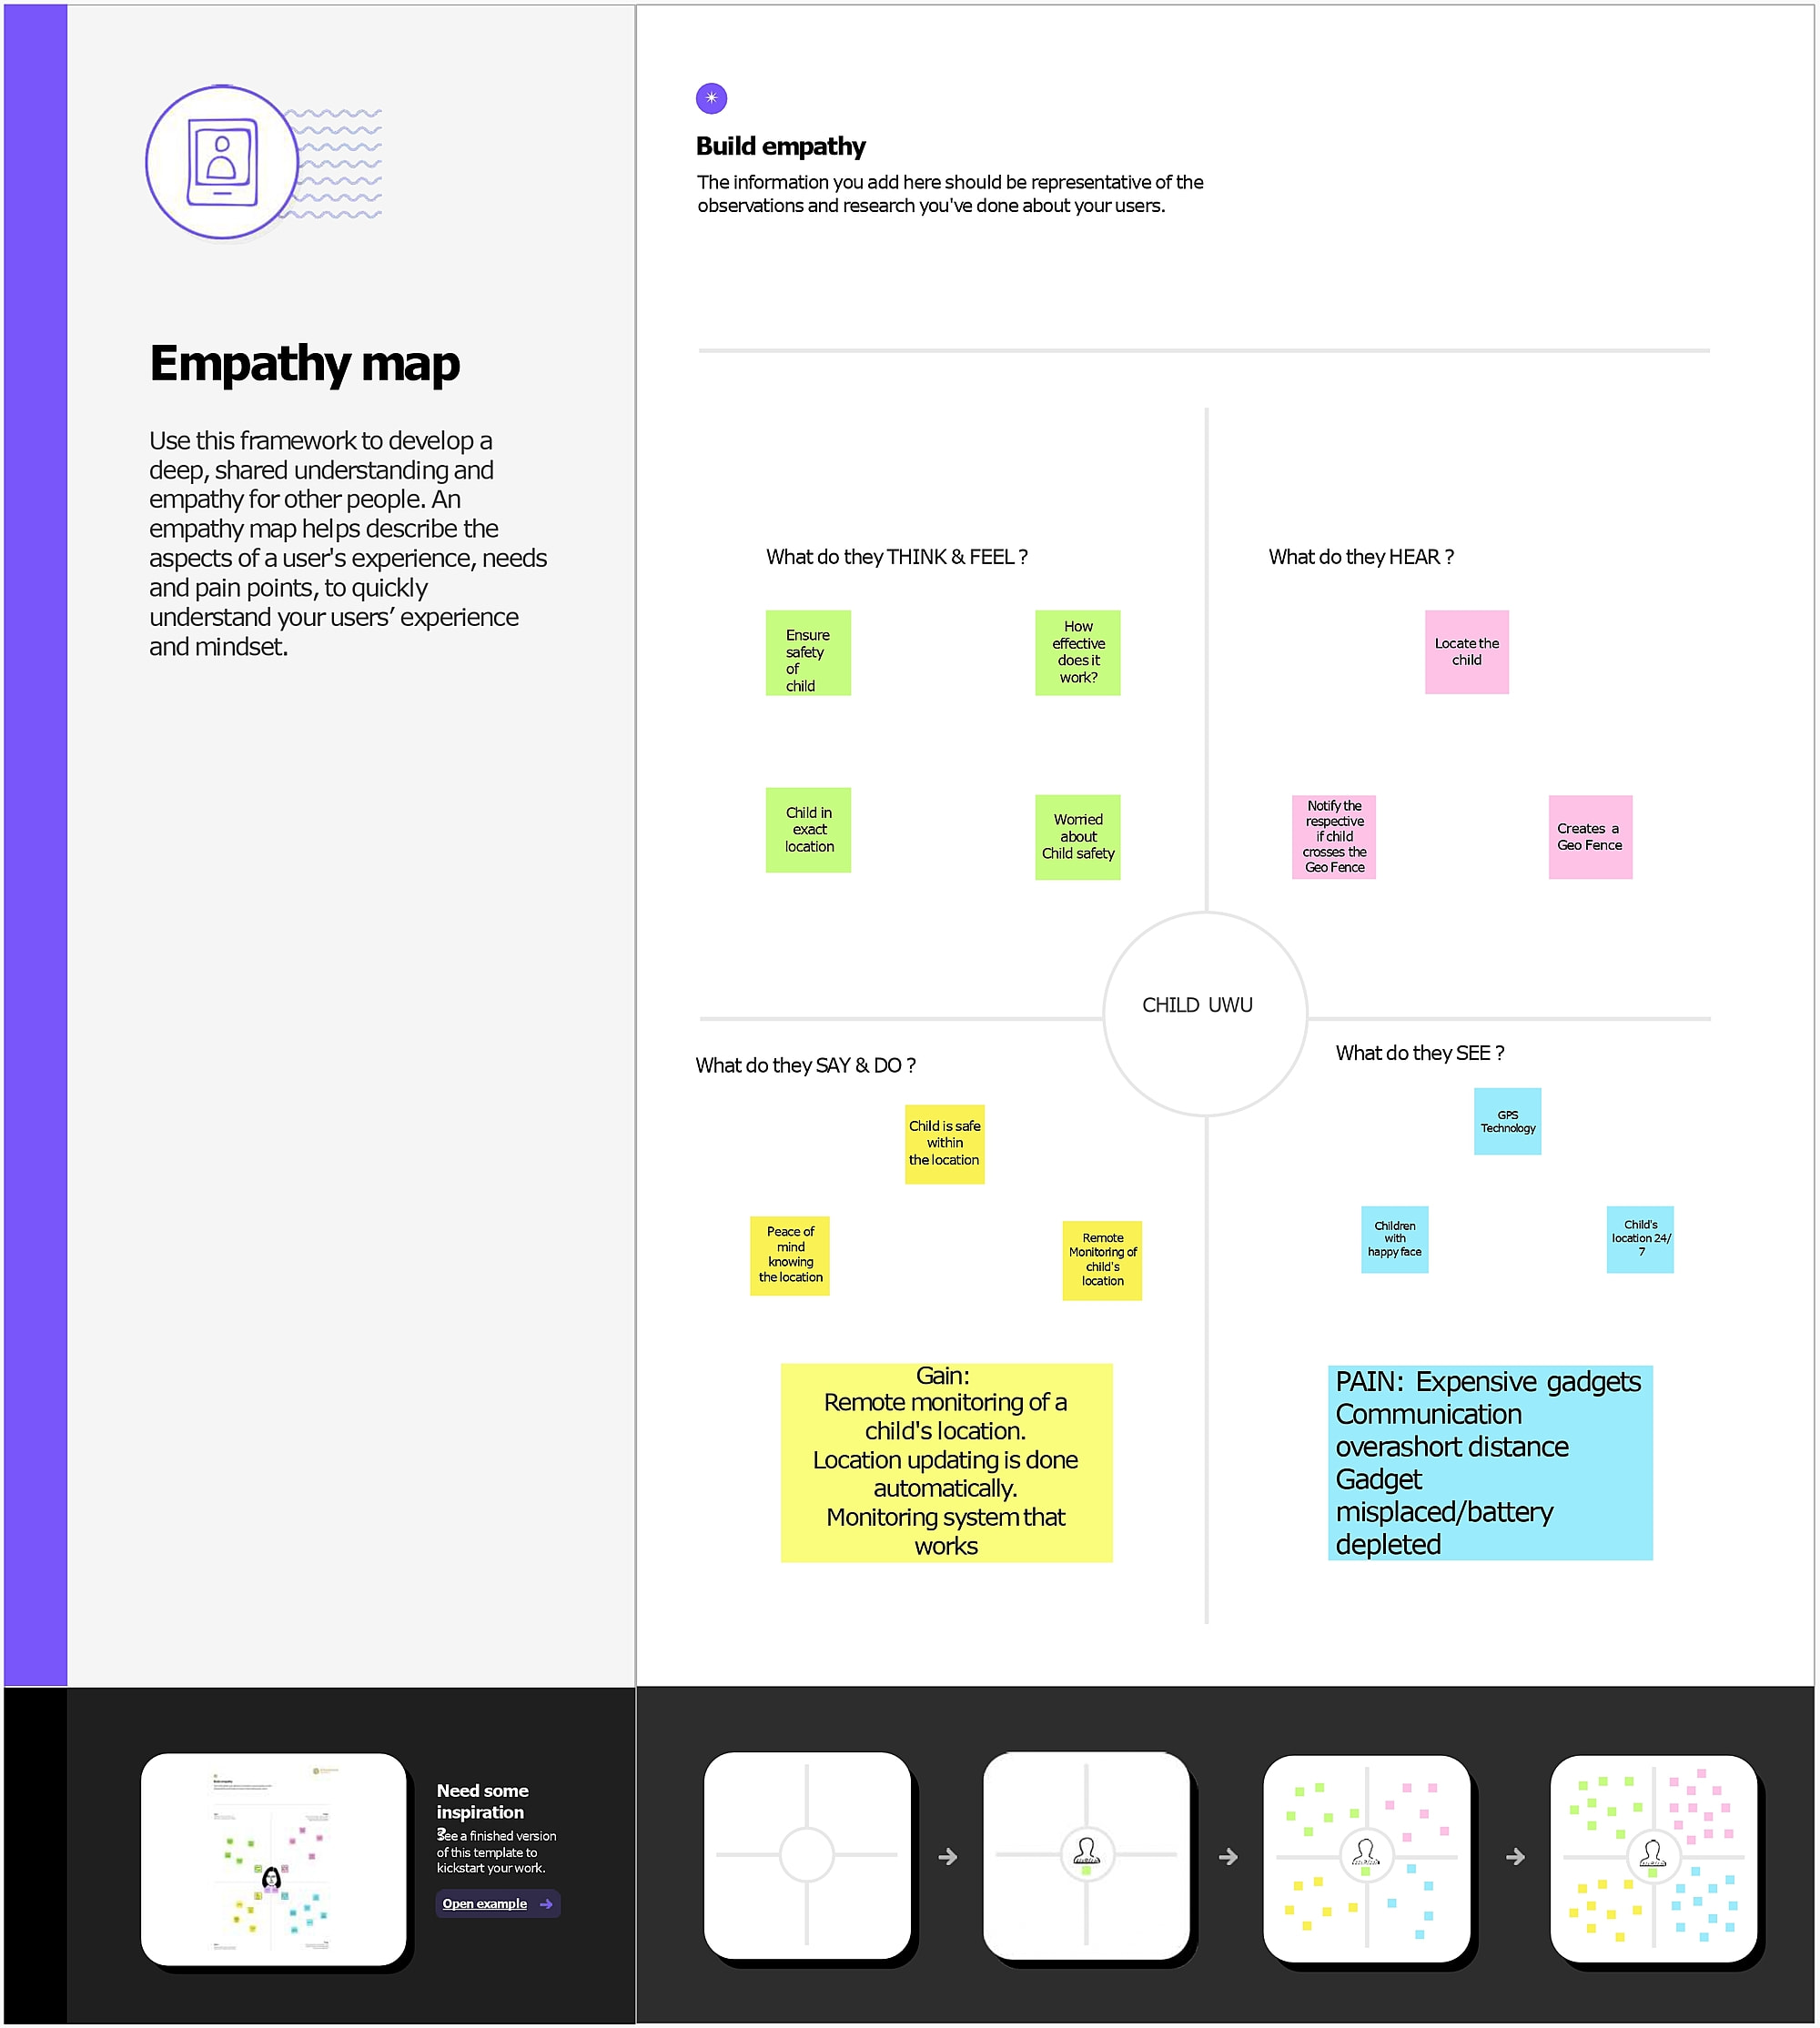 Empathy map
Use this framework to develop a
deep, shared understanding and
empathy for other people. An
empathy map helps describe the
aspects of a user's experience, needs
and pain points, to quickly
understand your users’ experience
and mindset.
Build empathy
The information you add here should be representative of the
observations and research you've done about your users.
What do they THINK & FEEL ?
Ensure
safety
of
child
How
effective
does it
work?
Child in
exact
location
Worried
about
Child safety
What do they HEAR ?
Locate the
child
Notify the
respective
if child
crosses the
Geo Fence
Creates a
Geo Fence
CHILD UWU
What do they SAY & DO ?
Child is safe
within
the location
Peace of
mind
knowing
the location
Remote
Monitoring of
child's
location
What do they SEE ?
GPS
Technology
Children
with
happy face
Child's
location 24/
7
Gain:
Remote monitoring of a
child's location.
Location updating is done
automatically.
Monitoring system that
works
PAIN: Expensive gadgets
Communication
overashort distance
Gadget
misplaced/battery
depleted
Need some
inspiration
?
See a finished version
of this template to
kickstart your work.
Open example